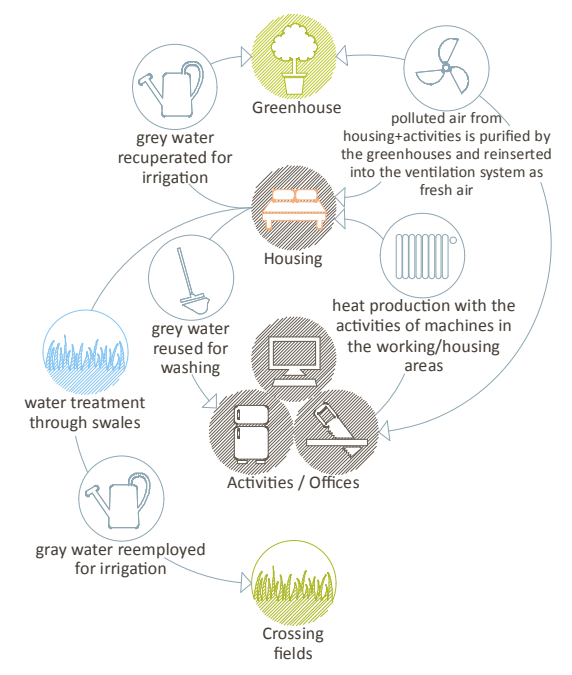 Greenhouse
grey water
recuperated for
irrigation
polluted air from
housing+activities is purified by
the greenhouses and reinserted
into the ventilation system as
fresh air
Housing
grey water
reused for
washing
heat production with the
activities of machines in
the working/housing
areas
water treatment
through swales
Activities / Offices
gray water reemployed
for irrigation
Crossing
fields